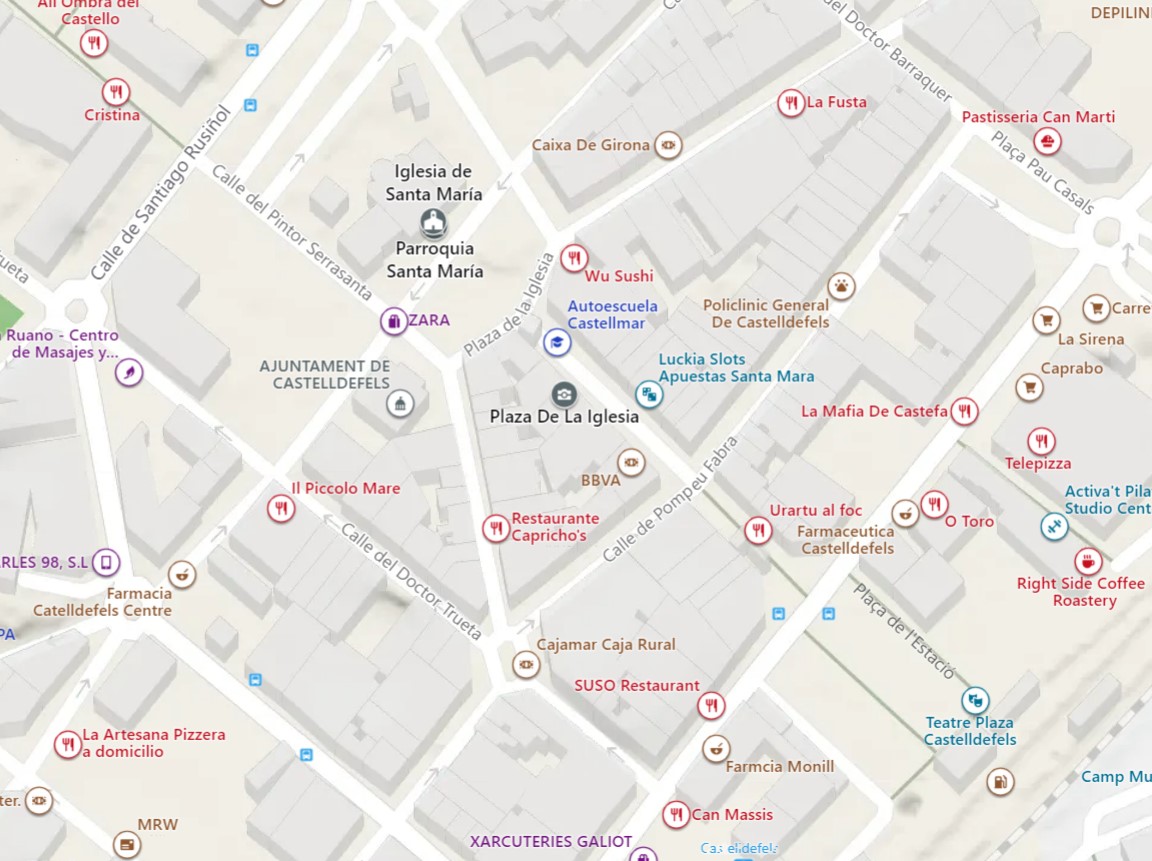 All Ombra del
Castello
Cristina
Calle de Santiago Rusiñol
Calle del Pintor Serrasanta
Iglesia de
Santa María
Parroquia
Santa María
Caixa De Girona
La Fusta
del Doctor Barraquer
DEPILIN
Pastisseria Can Marti
Plaça Pau Casals
Wu Sushi
Plaza de la Iglesia
ZARA
Autoescuela
Castellmar
Policlinic General
De Castelldefels
Carre
La Sirena
Caprabo
rueta
Ruano - Centro
de Masajes y...
AJUNTAMENT DE
CASTELLDEFELS
Luckia Slots
Apuestas Santa Mara
Plaza De La Iglesia
La Mafia De Castefa
Telepizza
BBVA
Calle de Pompeu Fabra
Il Piccolo Mare
Restaurante
Capricho's
Urartu al foc
Farmaceutica
Castelldefels
O Toro
Activa't Pila
Studio Cent
Calle del Doctor Trueta
RLES 98, S.L
Farmacia
Catelldefels Centre
Right Side Coffee
Roastery
PA
Plaça de l'Estació
Cajamar Caja Rural
SUSO Restaurant
Teatre Plaza
Castelldefels
La Artesana Pizzera
a domicilio
Farmcia Monill
Camp Mu
ter.
MRW
Can Massis
XARCUTERIES GALIOT